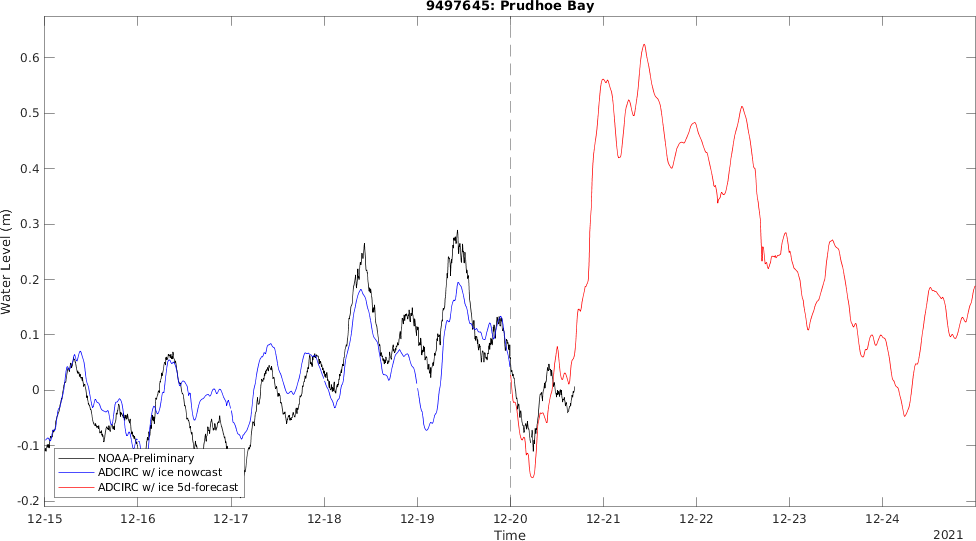 9497645: Prudhoe Bay
Water Level (m)
0.6
0.5
0.4
0.3
0.2
0.1
0
-0.1
-0.2
NOAA-Preliminary
ADCIRC w/ ice nowcast
ADCIRC w/ ice 5d-forecast
12-15 12-16 12-17 12-18 12-19 12-20 12-21 12-22 12-23 12-24
Time
2021